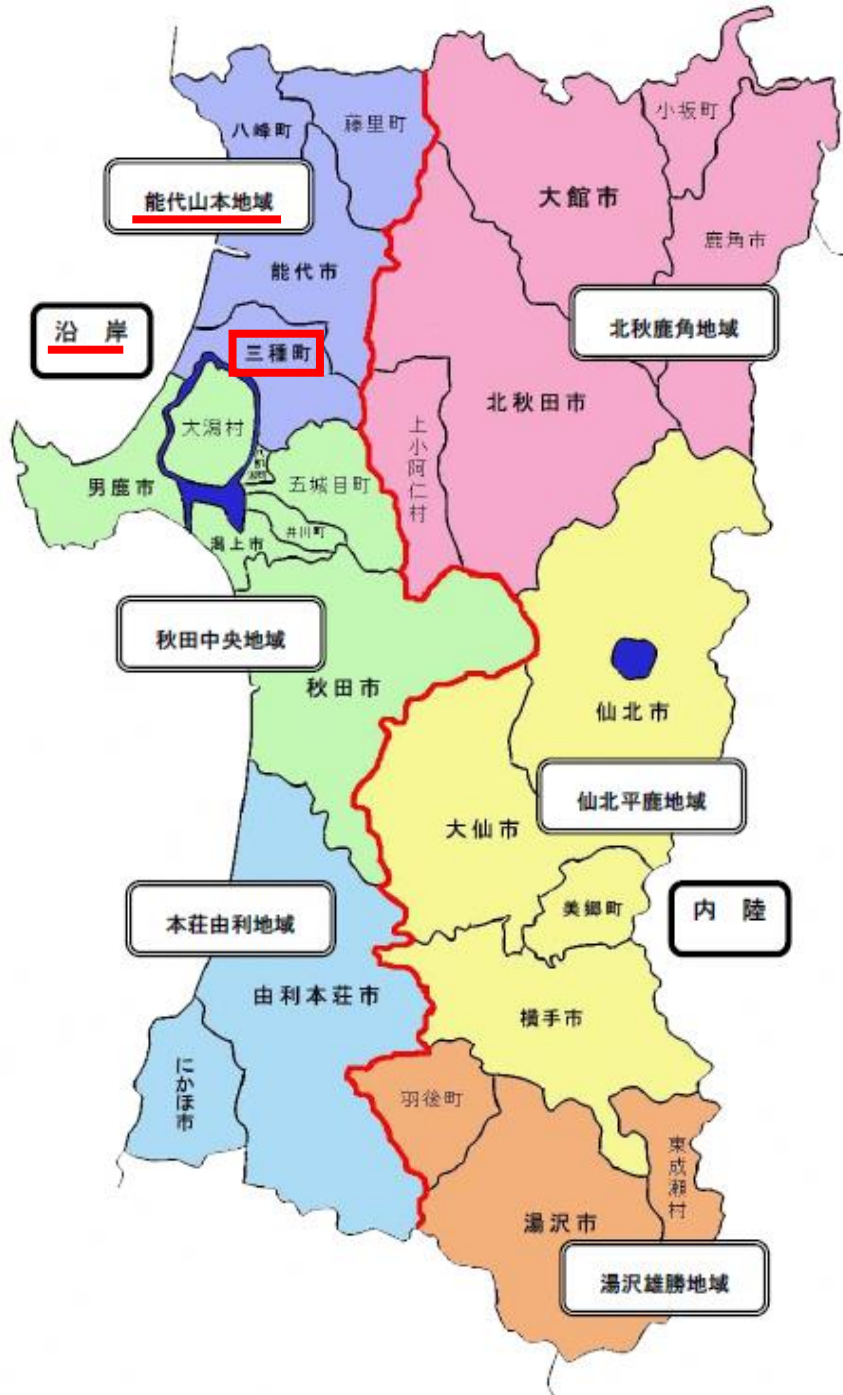 八峰町
藤里町
小坂町
大館市
能代山本地域
鹿角市
能代市
沿岸
北秋鹿角地域
三種町
北秋田市
大潟村
上小阿仁村
男鹿市
五城目町
井川町
潟上市
秋田中央地域
秋田市
仙北市
仙北平鹿地域
大仙市
美郷町
内陸
本荘由利地域
由利本荘市
横手市
にかほ市
羽後町
東成瀬村
湯沢市
湯沢雄勝地域